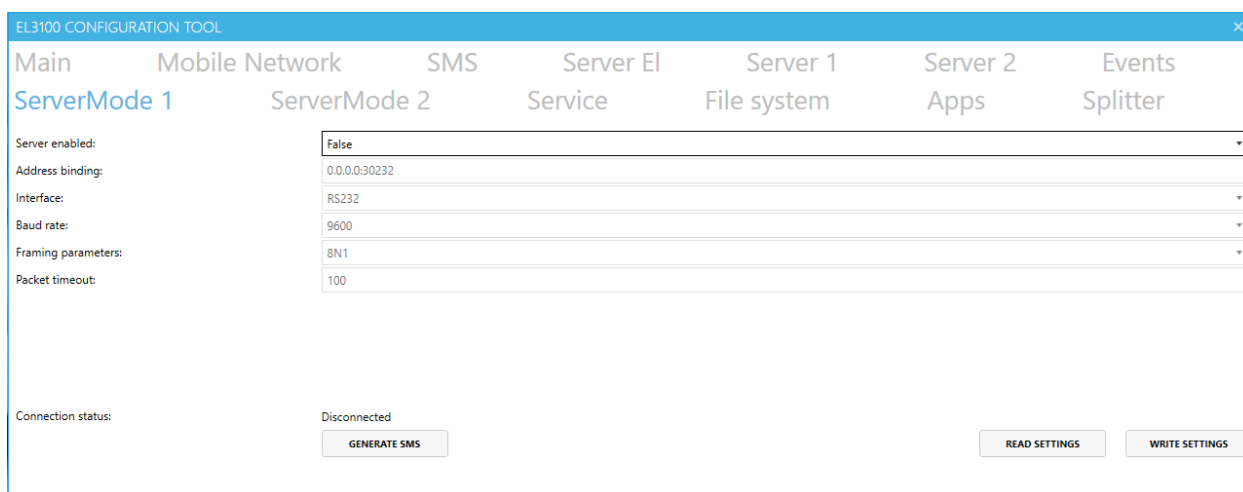 EL3100 CONFIGURATION TOOL
Main Mobile Network SMS Server El Server 1 Server 2 Events
ServerMode 1 ServerMode 2 Service File system Apps Splitter
Server enabled: False
Address binding: 0.0.0.0:30232
Interface: RS232
Baud rate: 9600
Framing parameters: 8N1
Packet timeout: 100
Connection status: Disconnected
GENERATE SMS READ SETTINGS WRITE SETTINGS